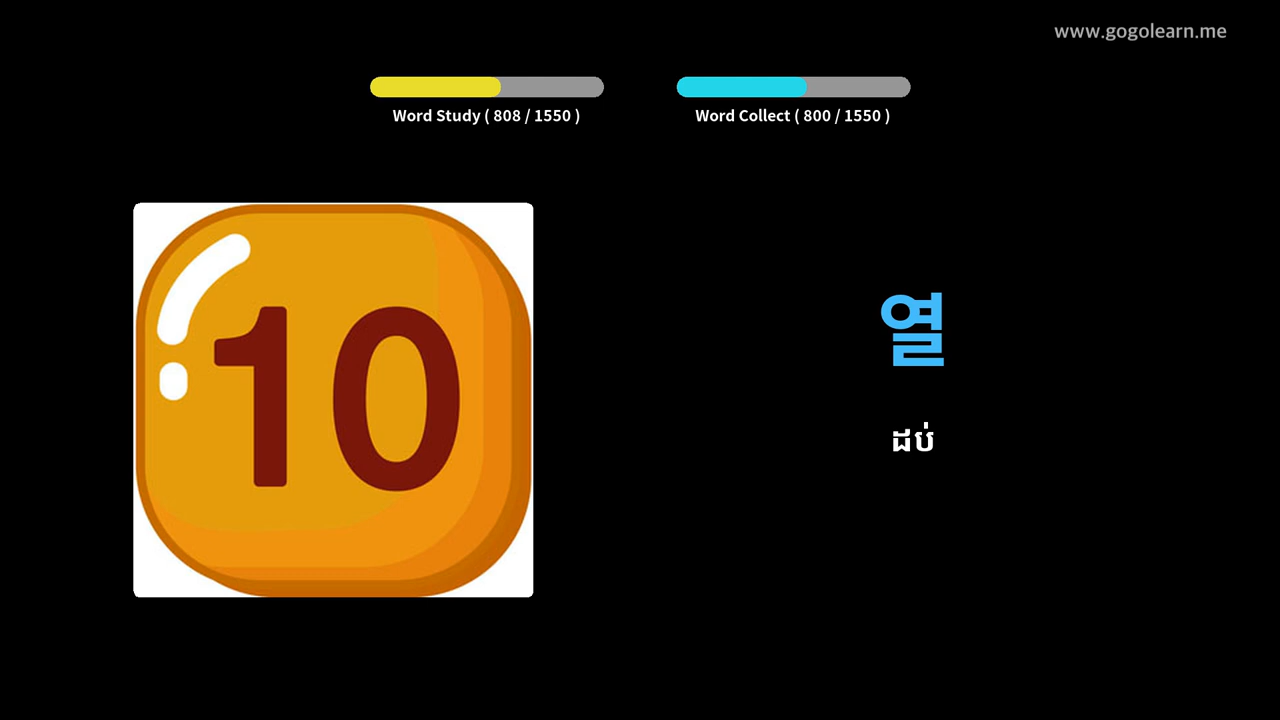 www.gogolearn.me
Word Study ( 808 / 1550 )
Word Collect ( 800 / 1550 )
10
열
ដប់